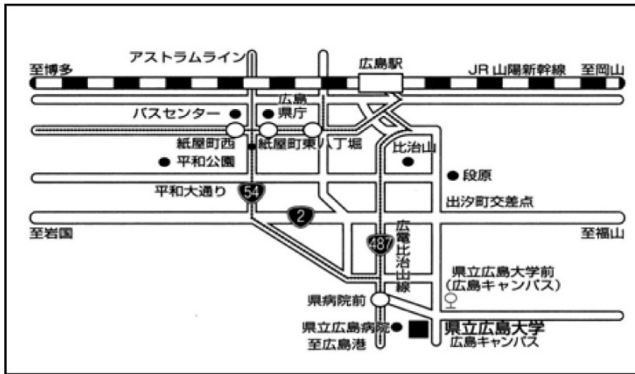 アストラムライン
広島駅
至博多
JR山陽新幹線
至岡山
バスセンター
広島
県庁
紙屋町西
紙屋町東
八丁堀
比治山
平和公園
段原
平和大通り
54
出汐町交差点
2
至岩国
487
広電比治山線
至福山
県立広島大学前
(広島キャンパス)
県病院前
県立広島病院
県立広島大学
至広島港
広島キャンパス